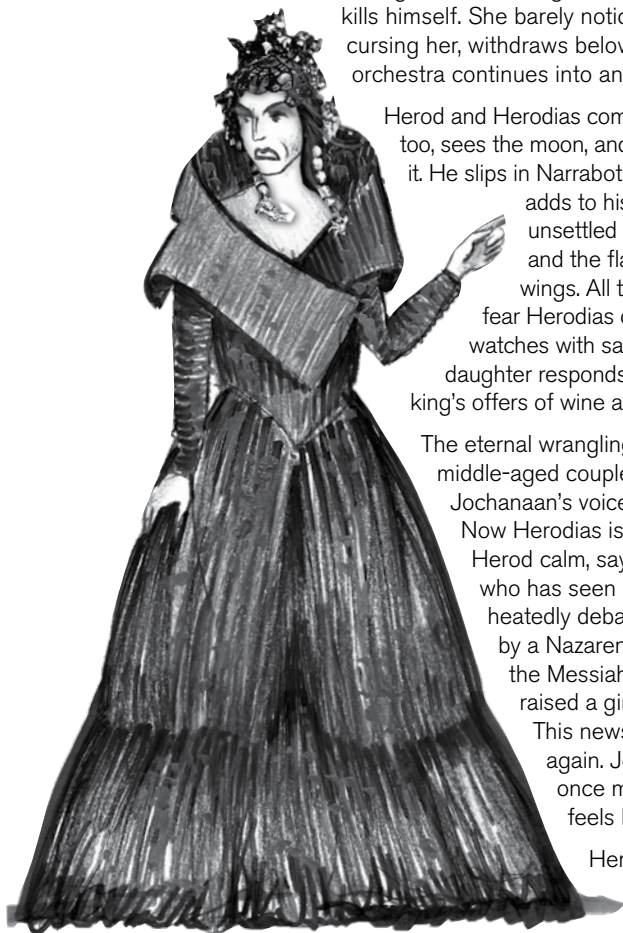 kills himself. She barely notic
cursing her, withdraws below
orchestra continues into an
Herod and Herodias com
too, sees the moon, and
it. He slips in Narrabot
adds to his
unsettled
and the fla
wings. All t
fear Herodias
watches with sa
daughter responds
king's offers of wine a
The eternal wrangling
middle-aged couple
Jochanaan's voice
Now Herodias is
Herod calm, say
who has seen
heatedly deba
by a Nazaren
the Messiah
raised a gi
This news
again. J
once m
feels
Her